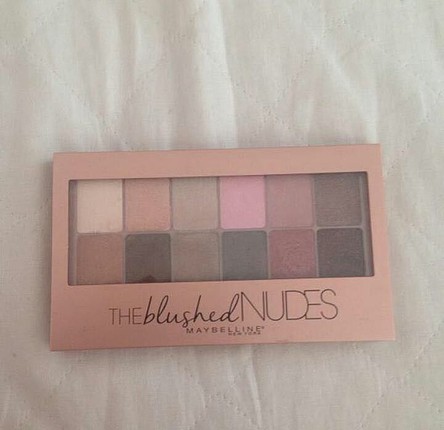 THE blushed NUDES
MAYBELLINE®
NEW YORK